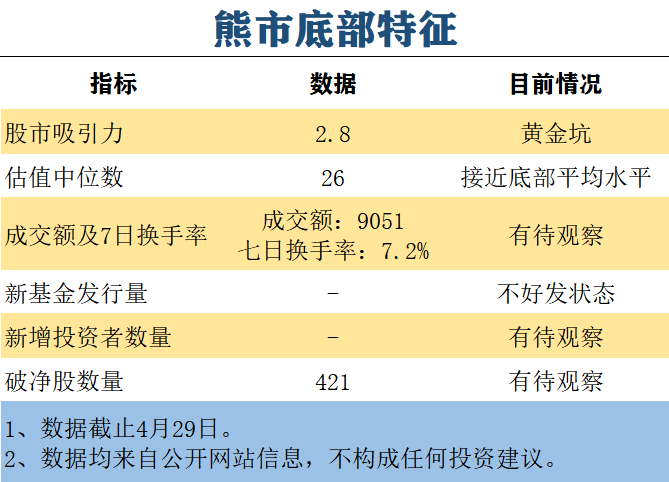 熊市底部特征
指标 数据 目前情况
股市吸引力 2.8 黄金坑
估值中位数 26 接近底部平均水平
成交额及7日换手率 成交额：9051 有待观察
七日换手率：7.2%
新基金发行量 - 不好发状态
新增投资者数量 - 有待观察
破净股数量 421 有待观察
1、数据截止4月29日。
2、数据均来自公开网站信息，不构成任何投资建议。